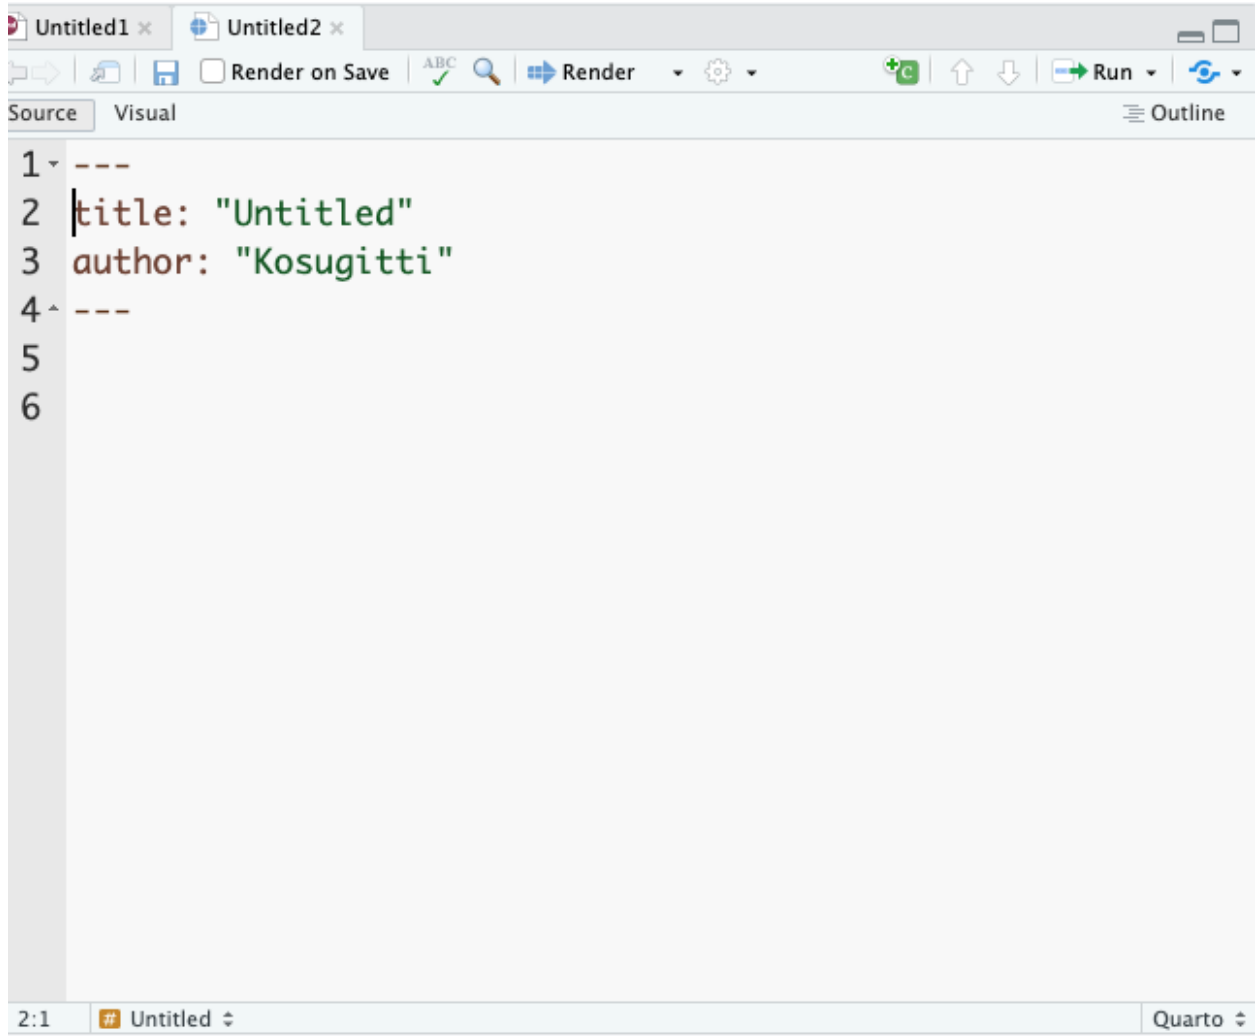 Untitled1 Untitled2
Render on Save ABC Render Run
Source Visual Outline
1 ---
2 title: "Untitled"
3 author: "Kosugitti"
4 ---
5
6
2:1 # Untitled Quarto